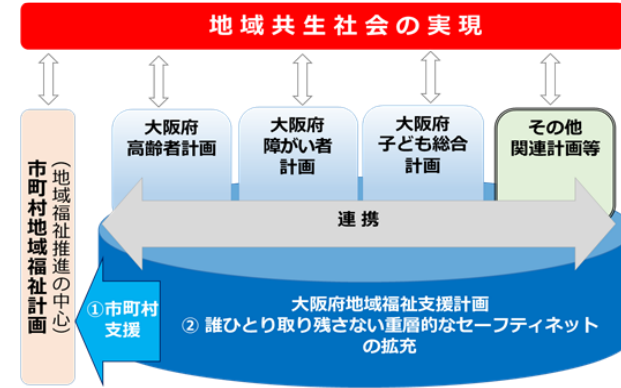 地域共生社会の実現
市町村地域福祉計画
（地域福祉推進の中心）
大阪府
高齢者計画
大阪府
障がい者
計画
大阪府
子ども総合
計画
その他
関連計画等
連携
①市町村
支援
大阪府地域福祉支援計画
② 誰ひとり取り残さない重層的なセーフティネット
の拡充